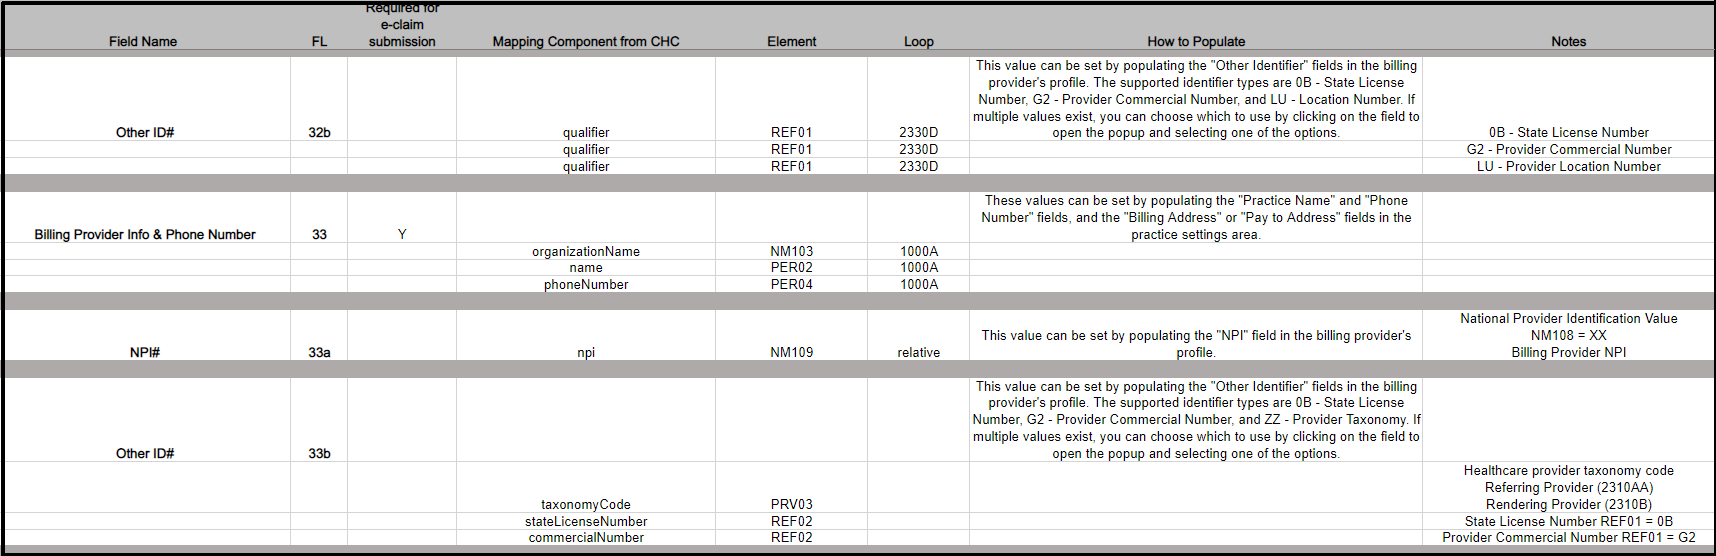 Required for
e-claim
submission
Field Name FL Mapping Component from CHC Element Loop How to Populate Notes
This value can be set by populating the "Other Identifier" fields in the billing
provider's profile. The supported identifier types are 0B - State License
Number, G2 - Provider Commercial Number, and LU - Location Number. If
multiple values exist, you can choose which to use by clicking on the field to
Other ID# 32b qualifier REF01 2330D open the popup and selecting one of the options. 0B - State License Number
qualifier REF01 2330D G2 - Provider Commercial Number
qualifier REF01 2330D LU - Provider Location Number
These values can be set by populating the "Practice Name" and "Phone
Number" fields, and the "Billing Address" or "Pay to Address" fields in the
Billing Provider Info & Phone Number 33 Y practice settings area.
organizationName NM103 1000A
name PER02 1000A
phoneNumber PER04 1000A
National Provider Identification Value
This value can be set by populating the "NPI" field in the billing provider's NM108 = XX
NPI# 33a npi NM109 relative profile. Billing Provider NPI
This value can be set by populating the "Other Identifier" fields in the billing
provider's profile. The supported identifier types are 0B - State License
Number, G2 - Provider Commercial Number, and ZZ - Provider Taxonomy. If
multiple values exist, you can choose which to use by clicking on the field to
Other ID# 33b open the popup and selecting one of the options.
Healthcare provider taxonomy code
Referring Provider (2310AA)
taxonomyCode PRV03 Rendering Provider (2310B)
stateLicenseNumber REF02 State License Number REF01 = 0B
commercialNumber REF02 Provider Commercial Number REF01 = G2